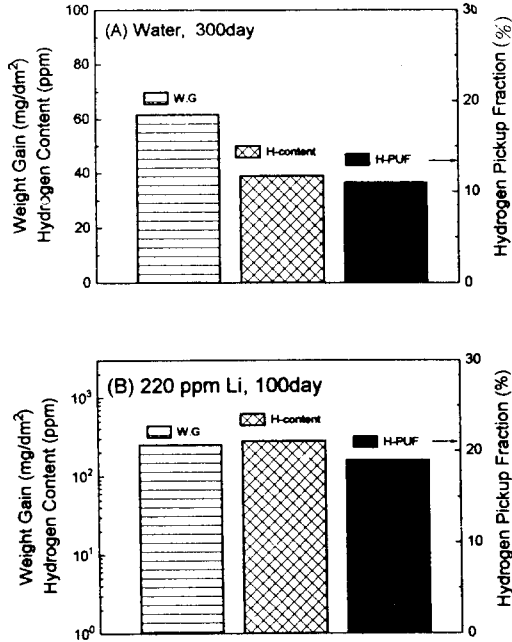 (A) Water, 300day
W.G
H-content
H-PUF
Weight Gain (mg/dm²)
Hydrogen Content (ppm)
Hydrogen Pickup Fraction (%)
100
80
60
40
20
0
30
20
10
0
(B) 220 ppm Li, 100day
W.G
H-content
H-PUF
Weight Gain (mg/dm²)
Hydrogen Content (ppm)
Hydrogen Pickup Fraction (%)
10³
10²
10¹
10⁰
30
20
10
0